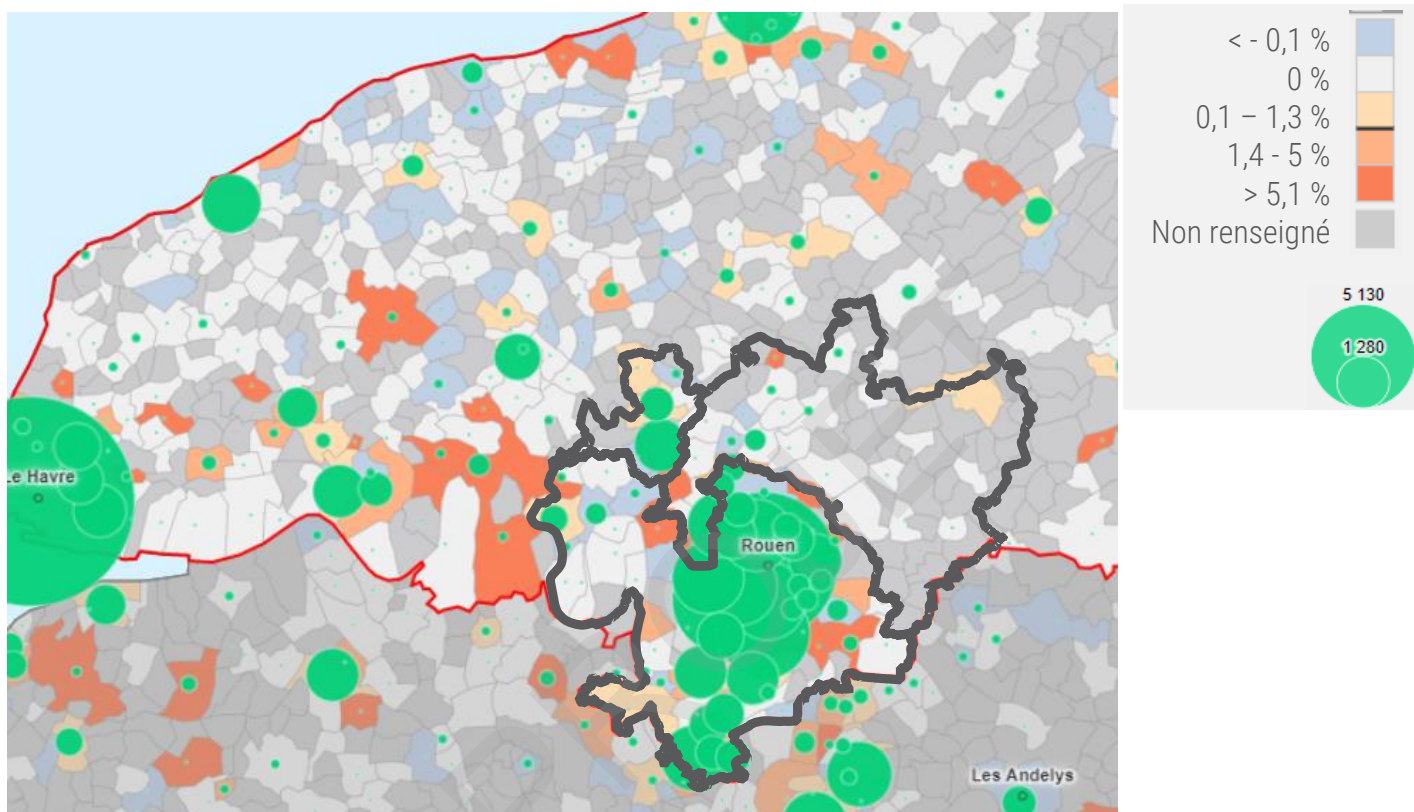 < - 0,1 %
0 %
0,1 – 1,3 %
1,4 - 5 %
> 5,1 %
Non renseigné
5 130
1 280
Le Havre
Rouen
Les Andelys